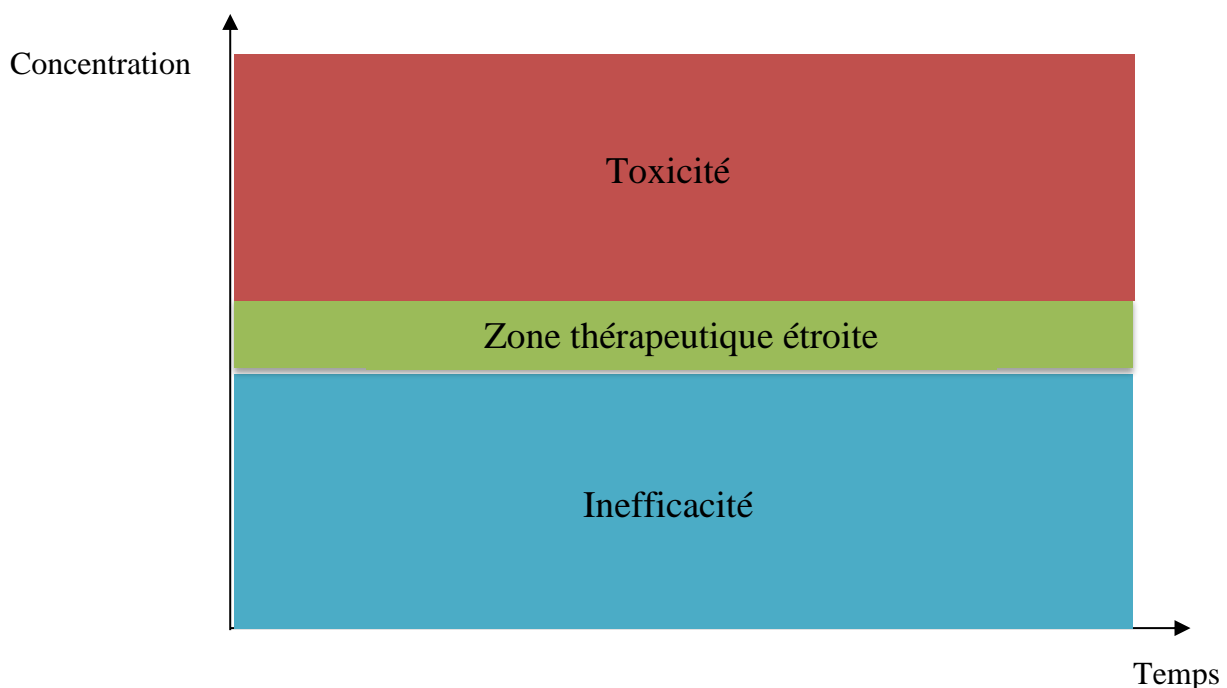 Concentration
Toxicité
Zone thérapeutique étroite
Inefficacité
Temps